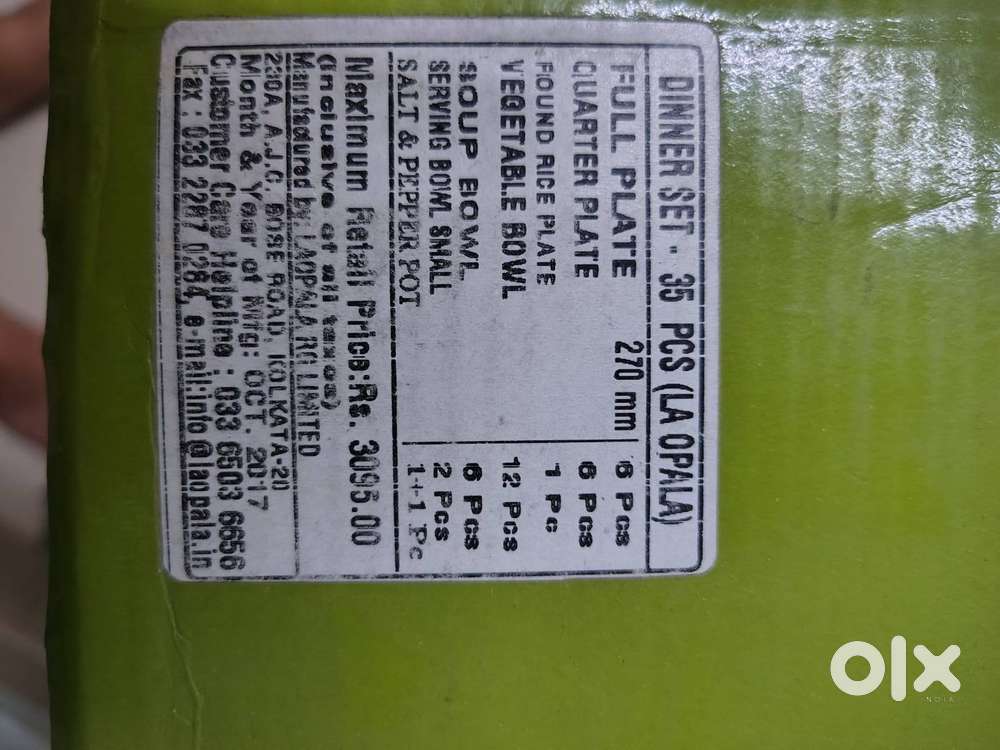 DINNER SET - 35 PCS (LA OPALA)
FULL PLATE 270 mm 6 Pcs
QUARTER PLATE 6 Pcs
ROUND RICE PLATE 1 Pc
VEGETABLE BOWL 12 Pcs
SOUP BOWL 6 Pcs
SERVING BOWL SMALL 2 Pcs
SALT & PEPPER POT 1+1 Pc
Maximum Retail Price:Rs. 3095.00
(Inclusive of all taxes)
Manufactured by: LAOPALA RG LIMITED
230A, A.J.C. BOSE ROAD, KOLKATA-20
Month & Year of Mfg: OCT. 2017
Customer Care Helpline : 033 6503 6656
Fax : 033 2287 0284, e-mail:info@laopala.in
olx
INDIA